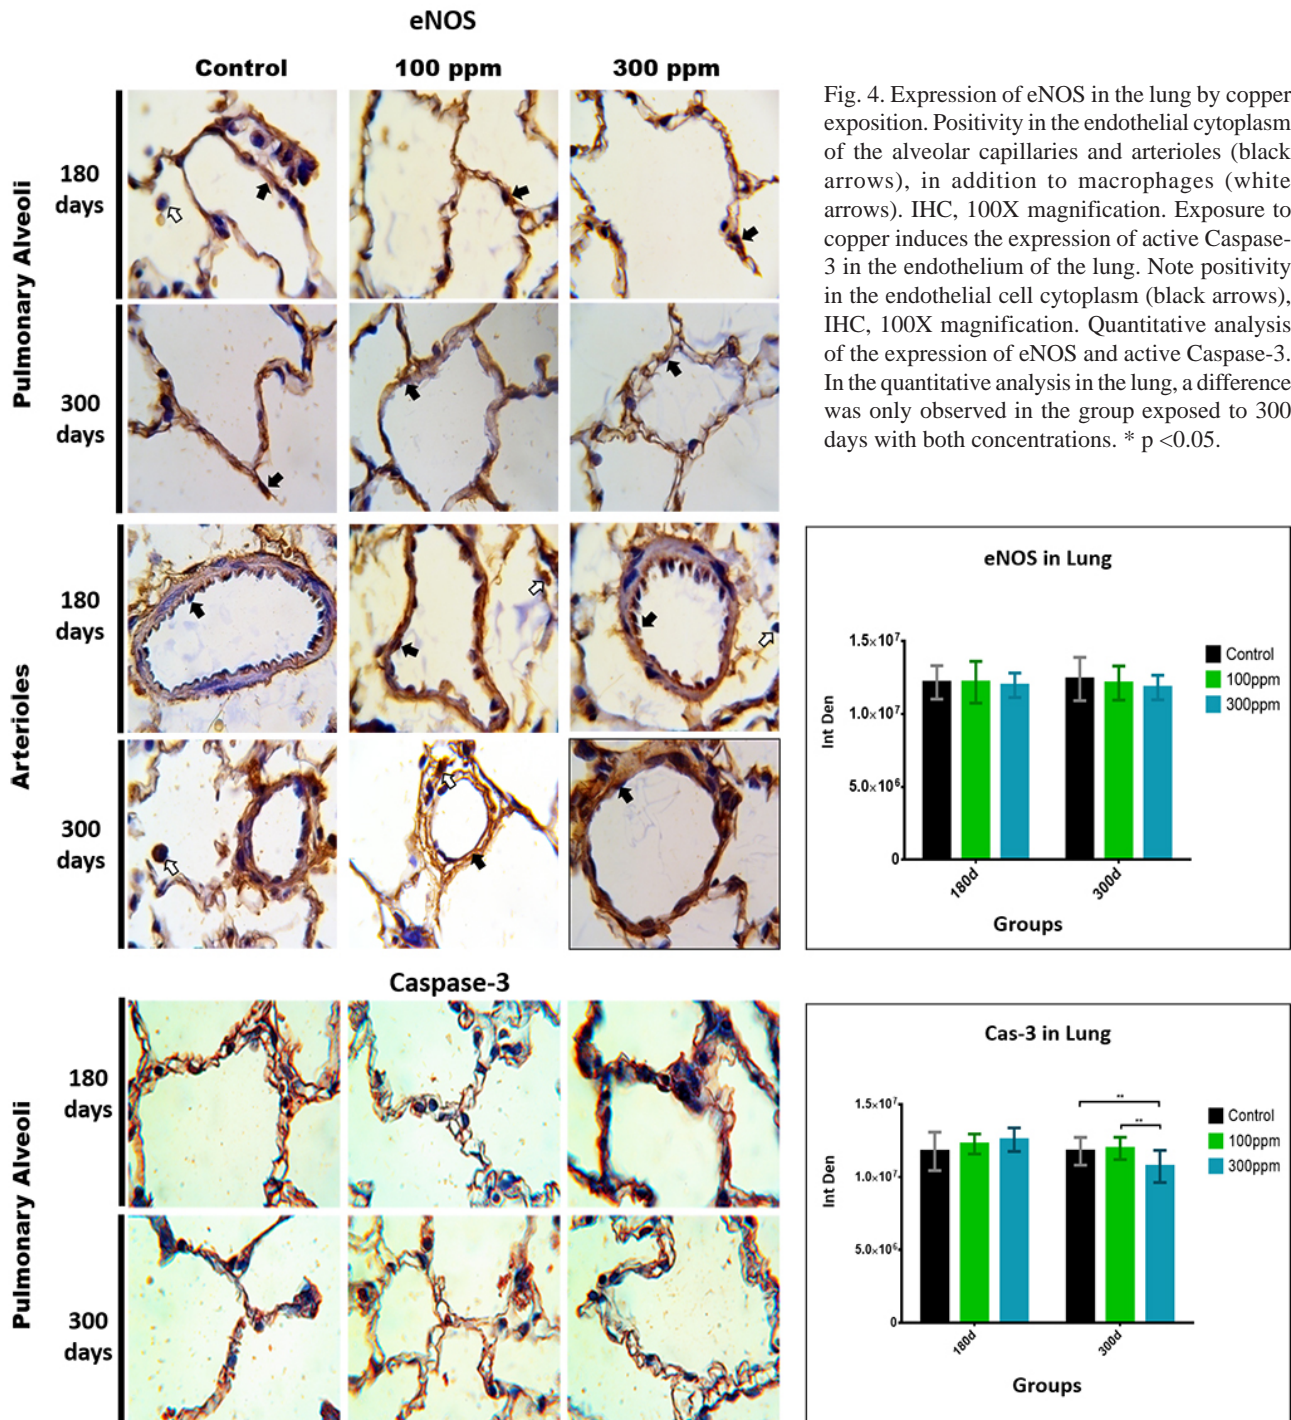 eNOS
Control 100 ppm 300 ppm
Pulmonary Alveoli
180
days
300
days
Arterioles
180
days
300
days
Caspase-3
Pulmonary Alveoli
180
days
300
days
Fig. 4. Expression of eNOS in the lung by copper
exposition. Positivity in the endothelial cytoplasm
of the alveolar capillaries and arterioles (black
arrows), in addition to macrophages (white
arrows). IHC, 100X magnification. Exposure to
copper induces the expression of active Caspase-
3 in the endothelium of the lung. Note positivity
in the endothelial cell cytoplasm (black arrows),
IHC, 100X magnification. Quantitative analysis
of the expression of eNOS and active Caspase-3.
In the quantitative analysis in the lung, a difference
was only observed in the group exposed to 300
days with both concentrations. * p <0.05.
eNOS in Lung
Int Den
1.5×10⁷
1.0×10⁷
5.0×10⁶
0
180d 300d
Groups
Control
100ppm
300ppm
Cas-3 in Lung
Int Den
1.5×10⁷
1.0×10⁷
5.0×10⁶
0
**
**
180d 300d
Groups
Control
100ppm
300ppm